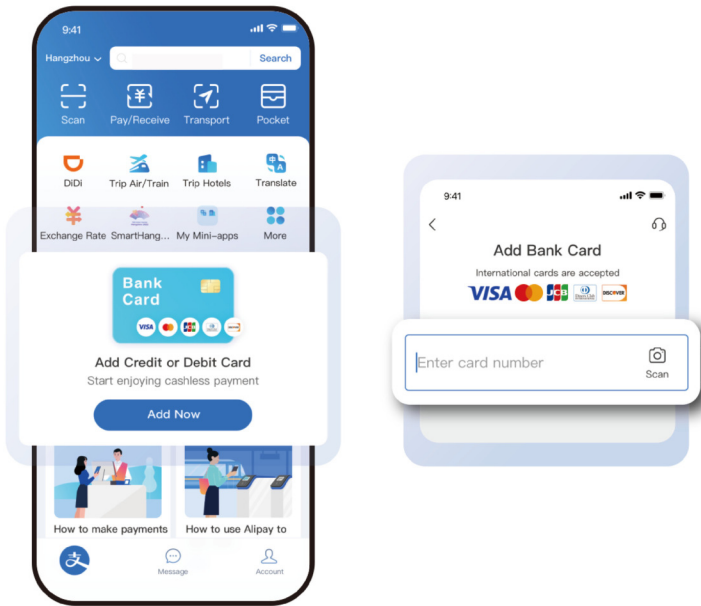 9:41
Hangzhou
Search
Scan
Pay/Receive
Transport
Pocket
DiDi
Trip Air/Train
Trip Hotels
Translate
Exchange Rate
SmartHang...
My Mini-apps
More
Bank
Card
VISA
JCB
Add Credit or Debit Card
Start enjoying cashless payment
Add Now
How to make payments
How to use Alipay to
支
Message
Account
9:41
Add Bank Card
International cards are accepted
VISA
JCB
DISCOVER
Enter card number
Scan